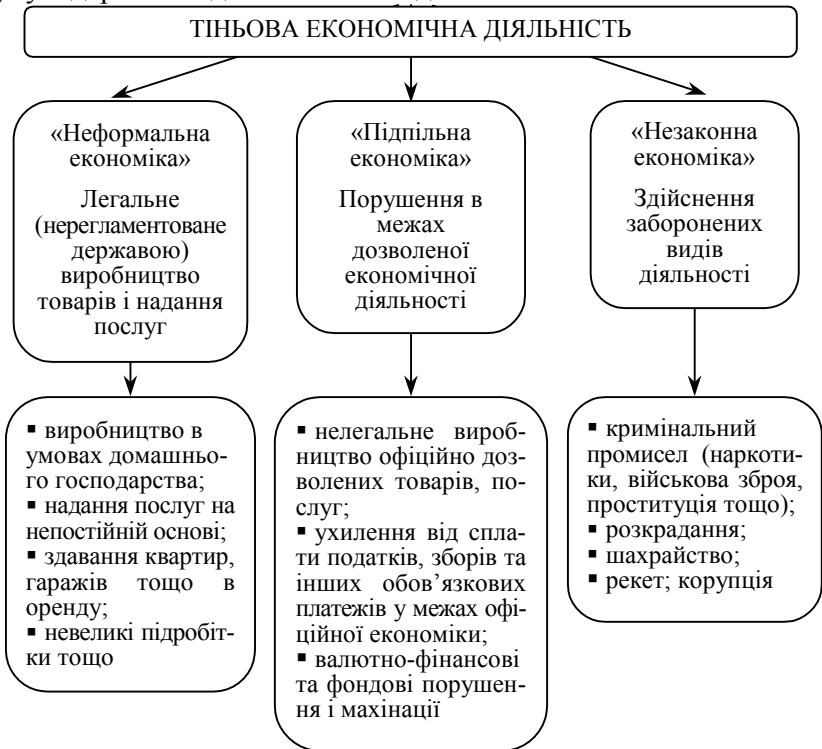 ТІНЬОВА ЕКОНОМІЧНА ДІЯЛЬНІСТЬ
«Неформальна
економіка»
Легальне
(нерегламентоване
державою)
виробництво
товарів і надання
послуг
«Підпільна
економіка»
Порушення в
межах
дозволеної
економічної
діяльності
«Незаконна
економіка»
Здійснення
заборонених
видів
діяльності
▪ виробництво в
умовах домашньо-
го господарства;
▪ надання послуг на
непостійній основі;
▪ здавання квартир,
гаражів тощо в
оренду;
▪ невеликі підробіт-
ки тощо
▪ нелегальне вироб-
ництво офіційно доз-
волених товарів, по-
слуг;
▪ ухилення від спла-
ти податків, зборів та
інших обов’язкових
платежів у межах офі-
ційної економіки;
▪ валютно-фінансові
та фондові порушен-
ня і махінації
▪ кримінальний
промисел (наркоти-
ки, військова зброя,
проституція тощо);
▪ розкрадання;
▪ шахрайство;
▪ рекет; корупція